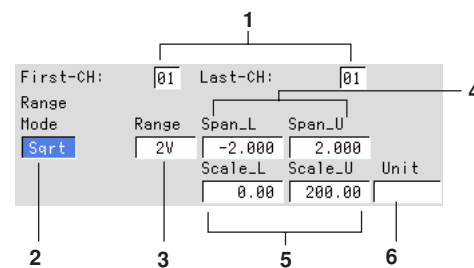 1
First-CH: 01 Last-CH: 01
4
Range
Mode Range Span_L Span_U
Sqrt 2V -2.000 2.000
Scale_L Scale_U Unit
0.00 200.00
2 3 5 6